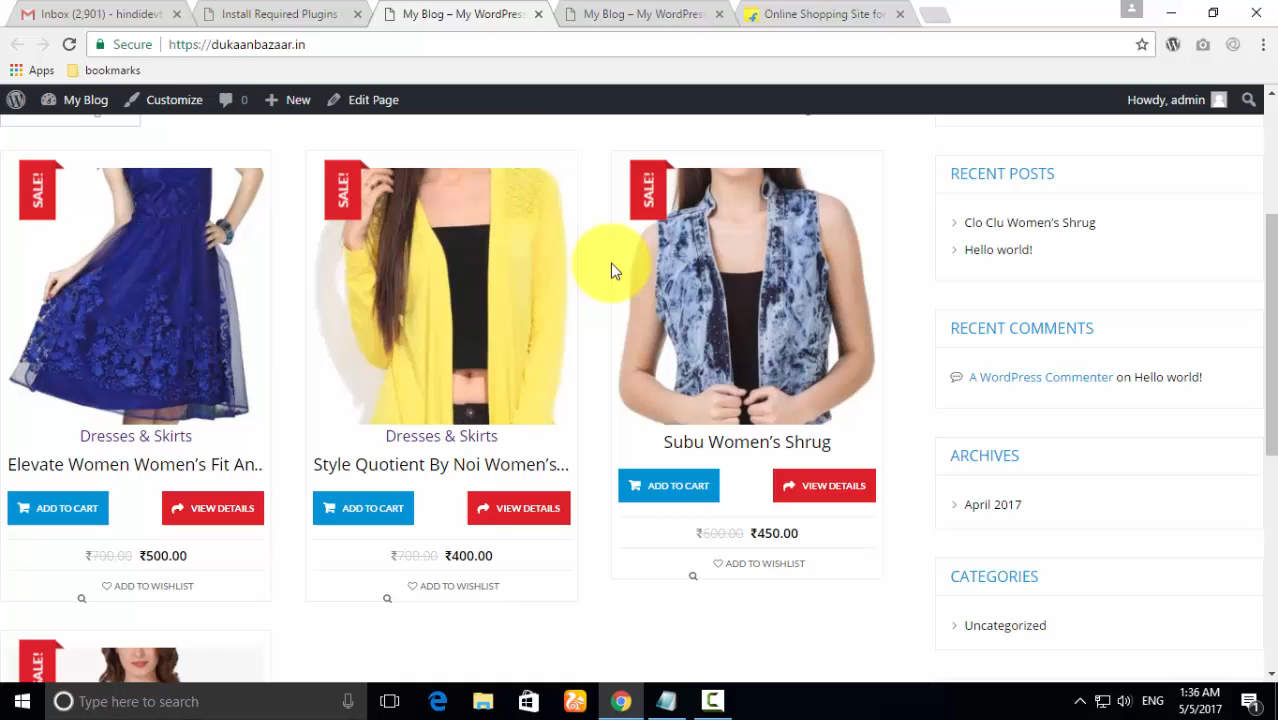 Inbox (2,901) - hindidevt
Install Required Plugins
My Blog – My WordPress
My Blog – My WordPress
Online Shopping Site fo
Secure
https://dukaanbazaar.in
Apps
bookmarks
My Blog
Customize
0
New
Edit Page
Howdy, admin
SALE!
SALE!
SALE!
Dresses & Skirts
Elevate Women Women's Fit An..
ADD TO CART
VIEW DETAILS
₹700.00 ₹500.00
ADD TO WISHLIST
Dresses & Skirts
Style Quotient By Noi Women's...
ADD TO CART
VIEW DETAILS
₹700.00 ₹400.00
ADD TO WISHLIST
Subu Women's Shrug
ADD TO CART
VIEW DETAILS
₹600.00 ₹450.00
ADD TO WISHLIST
SALE!
RECENT POSTS
Clo Clu Women's Shrug
Hello world!
RECENT COMMENTS
A WordPress Commenter on Hello world!
ARCHIVES
April 2017
CATEGORIES
Uncategorized
Type here to search
ENG
1:36 AM
5/5/2017
1